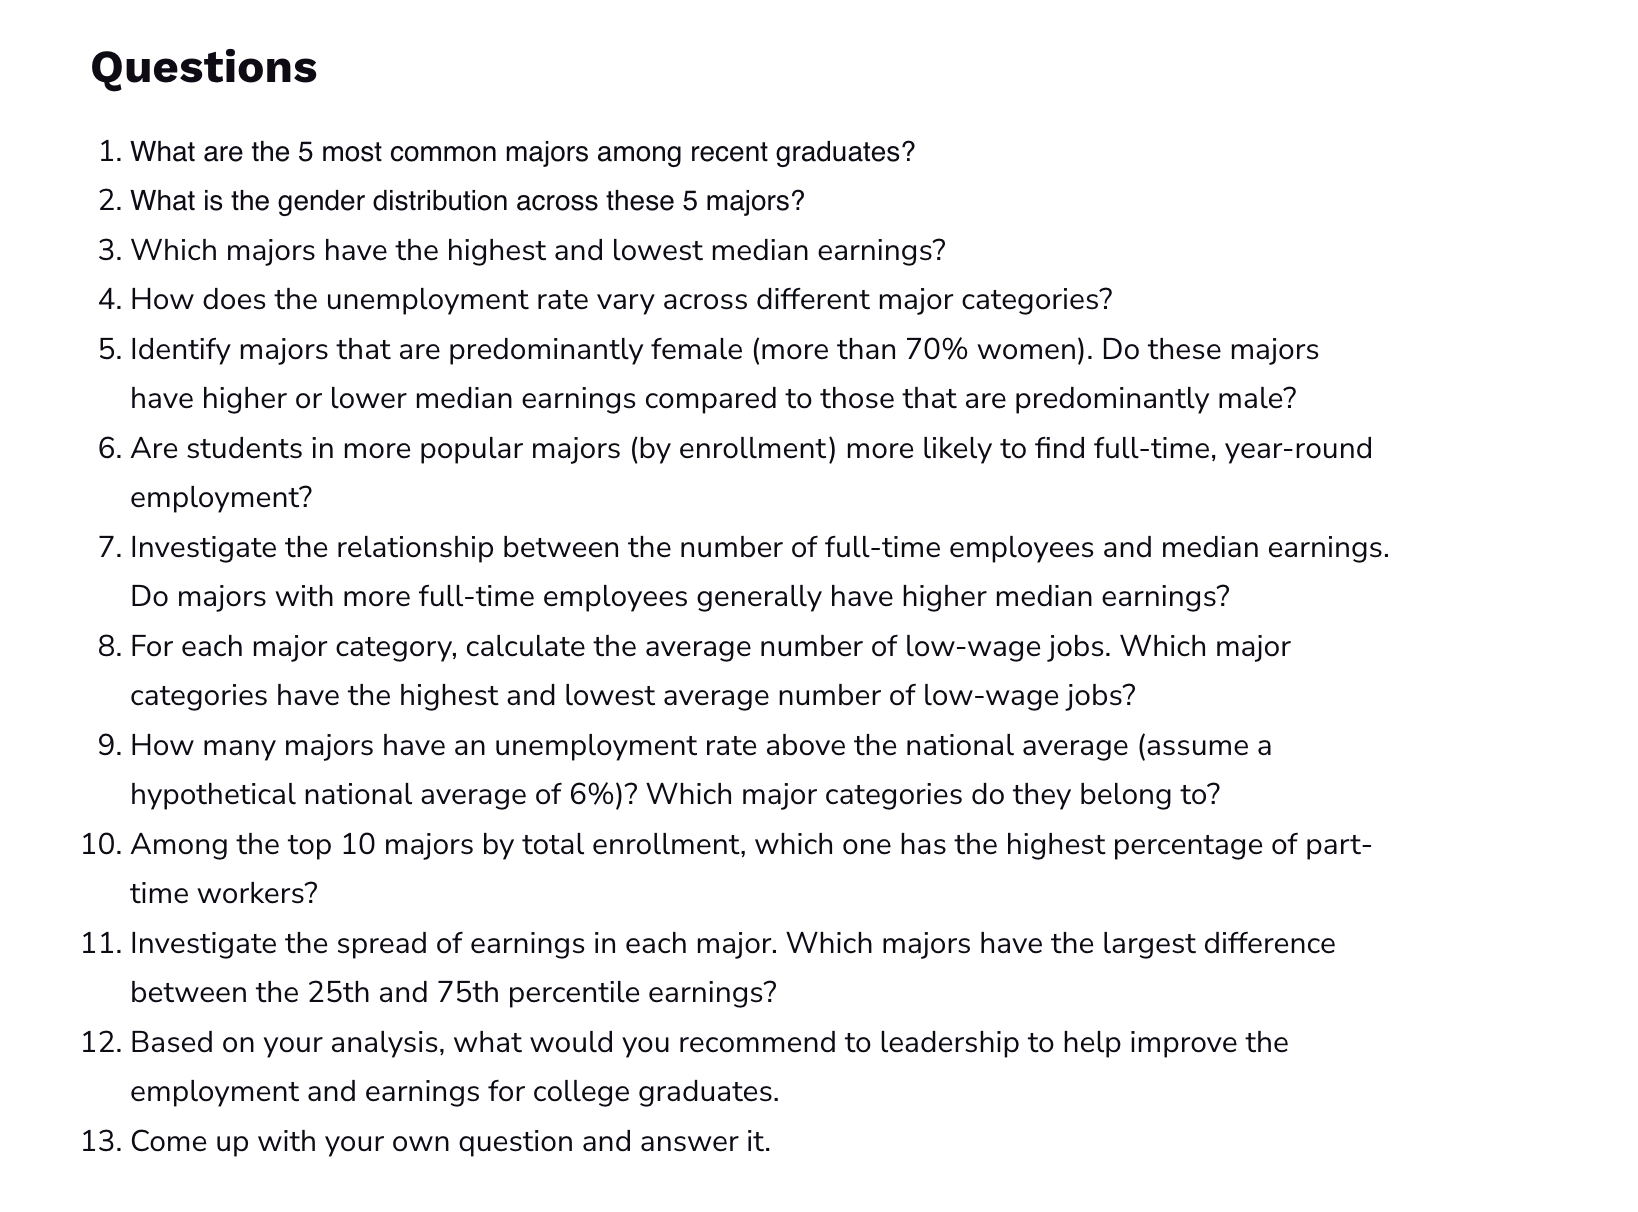 Questions
1. What are the 5 most common majors among recent graduates?
2. What is the gender distribution across these 5 majors?
3. Which majors have the highest and lowest median earnings?
4. How does the unemployment rate vary across different major categories?
5. Identify majors that are predominantly female (more than 70% women). Do these majors
have higher or lower median earnings compared to those that are predominantly male?
6. Are students in more popular majors (by enrollment) more likely to find full-time, year-round
employment?
7. Investigate the relationship between the number of full-time employees and median earnings.
Do majors with more full-time employees generally have higher median earnings?
8. For each major category, calculate the average number of low-wage jobs. Which major
categories have the highest and lowest average number of low-wage jobs?
9. How many majors have an unemployment rate above the national average (assume a
hypothetical national average of 6%)? Which major categories do they belong to?
10. Among the top 10 majors by total enrollment, which one has the highest percentage of part-
time workers?
11. Investigate the spread of earnings in each major. Which majors have the largest difference
between the 25th and 75th percentile earnings?
12. Based on your analysis, what would you recommend to leadership to help improve the
employment and earnings for college graduates.
13. Come up with your own question and answer it.